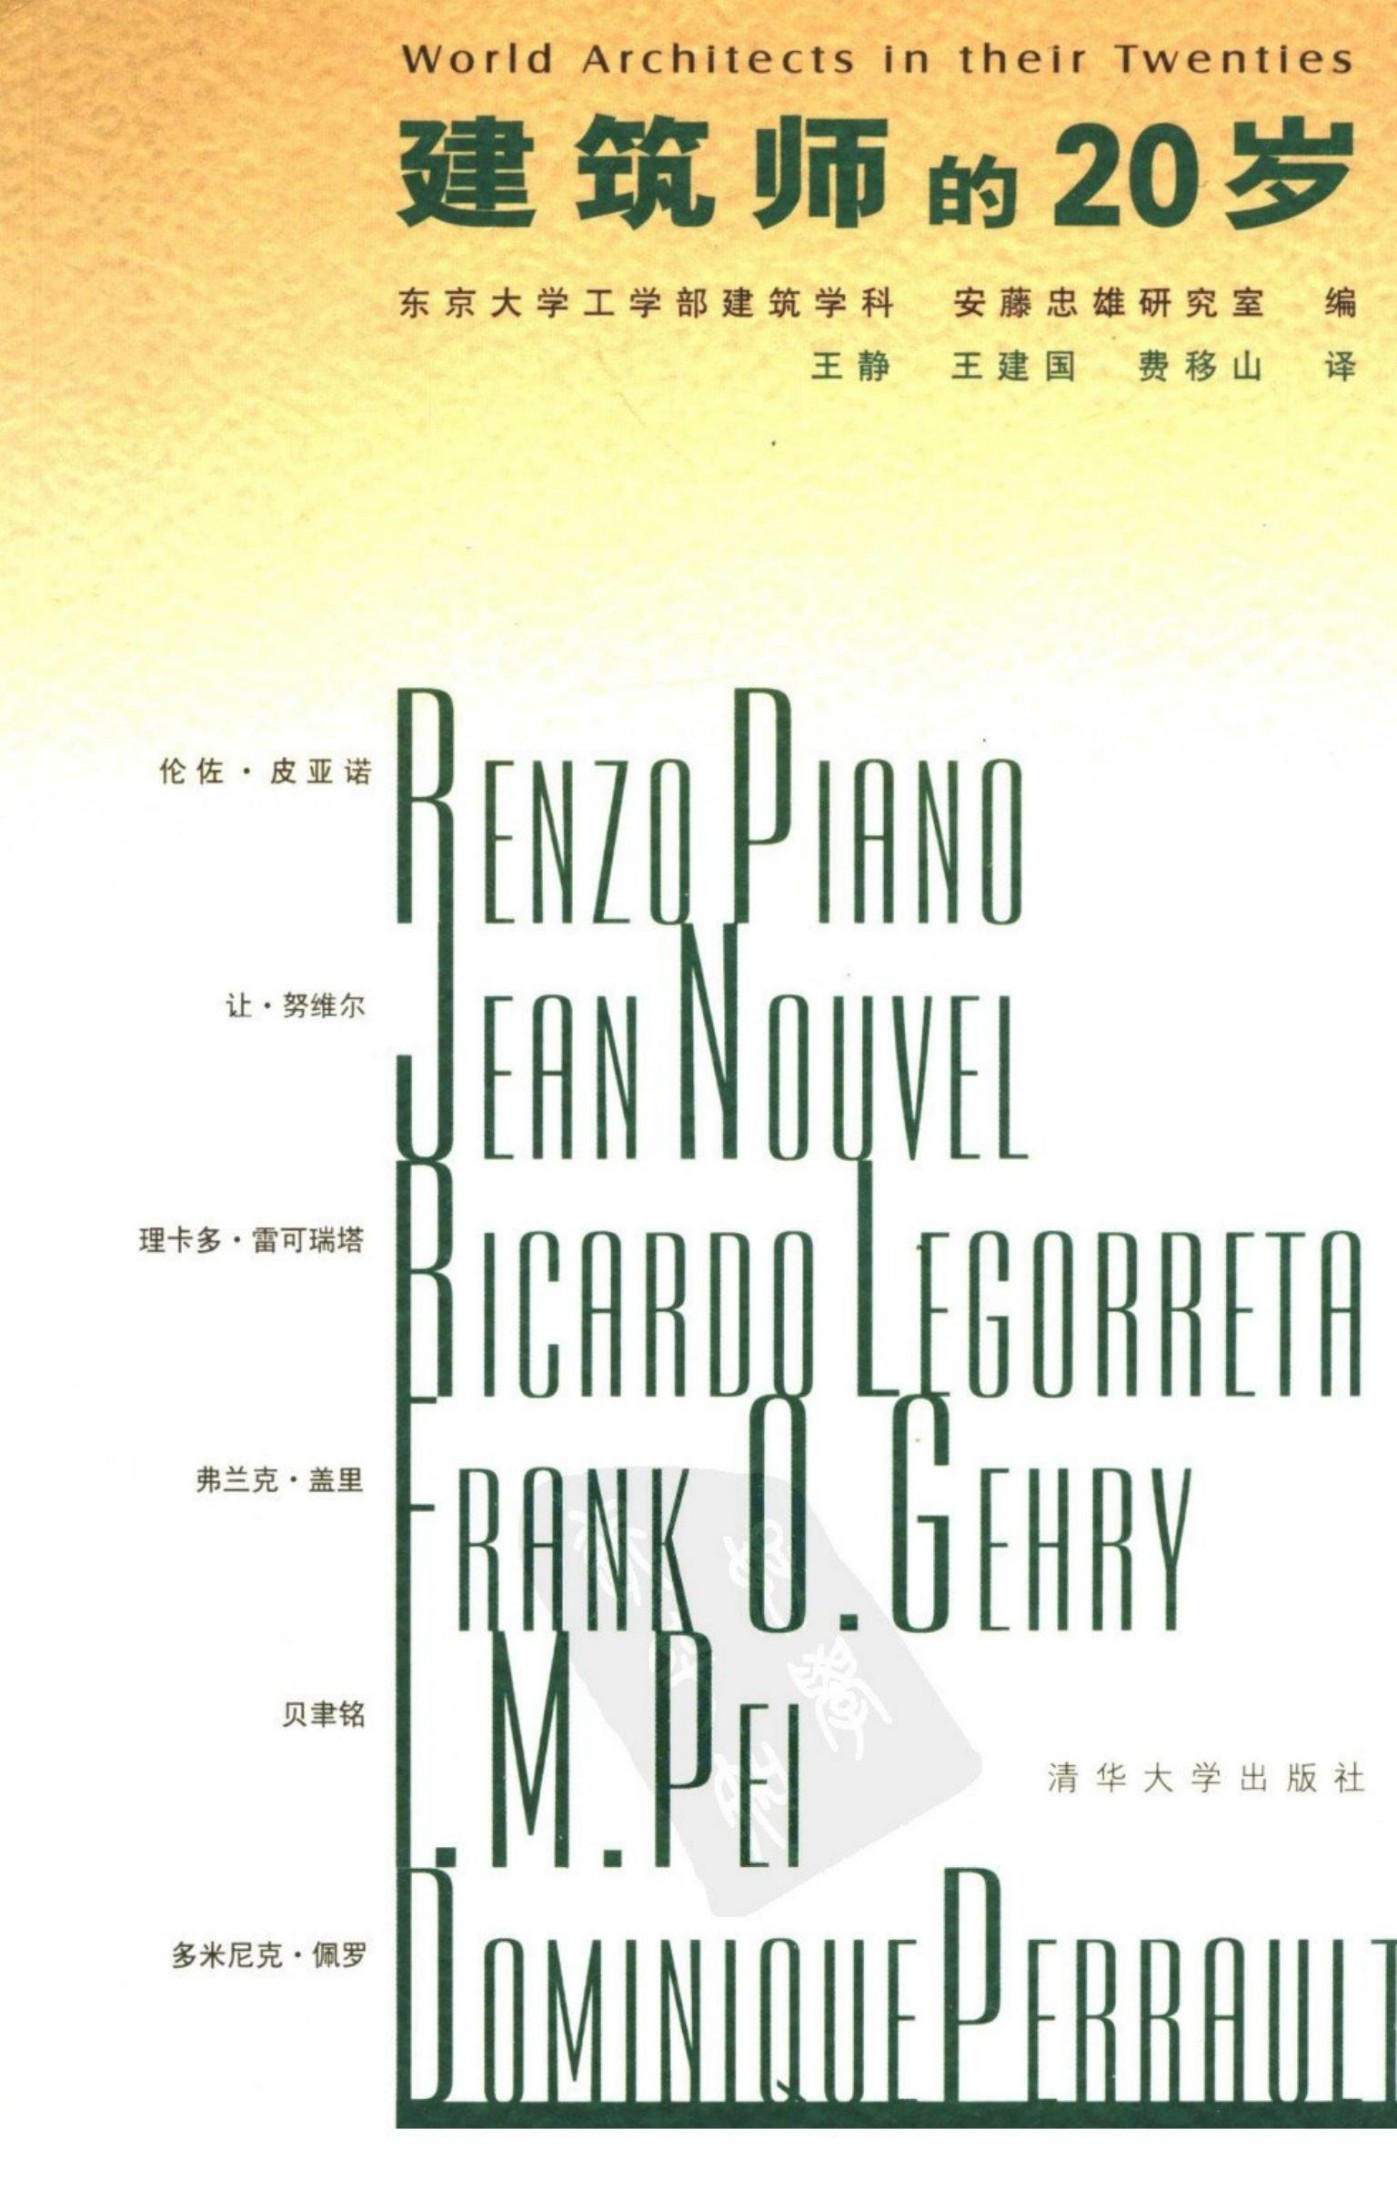 World Architects in their Twenties
建筑师的20岁
东京大学工学部建筑学科 安藤忠雄研究室 编
王静 王建国 费移山 译
伦佐·皮亚诺
RENZO PIANO
让·努维尔
JEAN NOUVEL
理卡多·雷可瑞塔
RICARDO LEGORRETA
弗兰克·盖里
FRANK O. GEHRY
贝聿铭
I.M.PEI
清华大学出版社
多米尼克·佩罗
DOMINIQUE PERRAULT